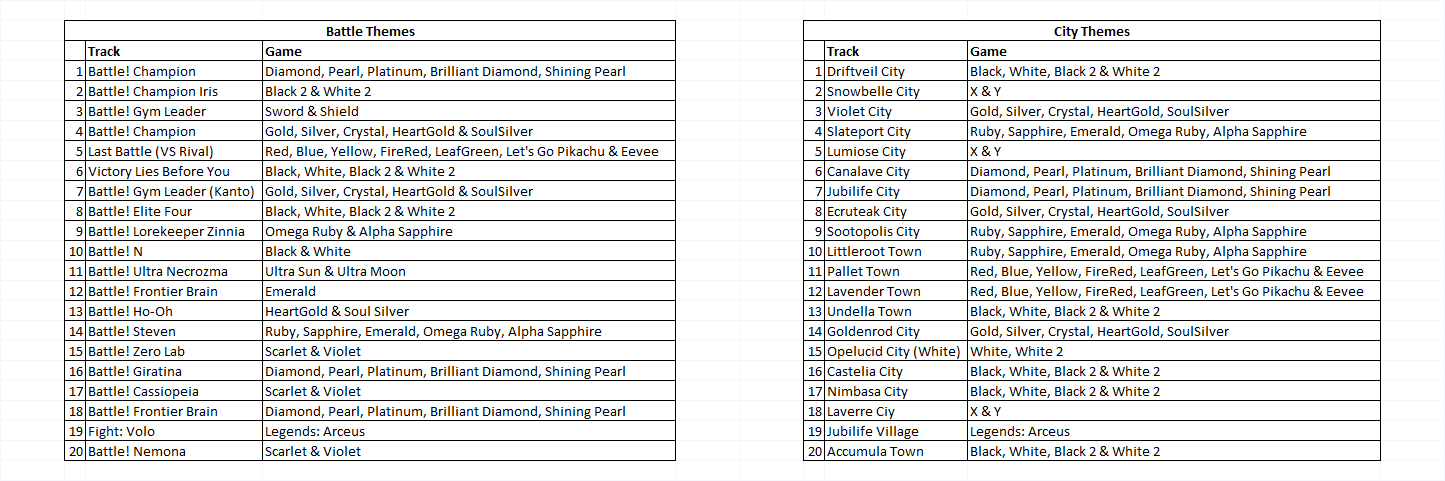 Battle Themes
Track Game
1 Battle! Champion Diamond, Pearl, Platinum, Brilliant Diamond, Shining Pearl
2 Battle! Champion Iris Black 2 & White 2
3 Battle! Gym Leader Sword & Shield
4 Battle! Champion Gold, Silver, Crystal, HeartGold & SoulSilver
5 Last Battle (VS Rival) Red, Blue, Yellow, FireRed, LeafGreen, Let's Go Pikachu & Eevee
6 Victory Lies Before You Black, White, Black 2 & White 2
7 Battle! Gym Leader (Kanto) Gold, Silver, Crystal, HeartGold & SoulSilver
8 Battle! Elite Four Black, White, Black 2 & White 2
9 Battle! Lorekeeper Zinnia Omega Ruby & Alpha Sapphire
10 Battle! N Black & White
11 Battle! Ultra Necrozma Ultra Sun & Ultra Moon
12 Battle! Frontier Brain Emerald
13 Battle! Ho-Oh HeartGold & Soul Silver
14 Battle! Steven Ruby, Sapphire, Emerald, Omega Ruby, Alpha Sapphire
15 Battle! Zero Lab Scarlet & Violet
16 Battle! Giratina Diamond, Pearl, Platinum, Brilliant Diamond, Shining Pearl
17 Battle! Cassiopeia Scarlet & Violet
18 Battle! Frontier Brain Diamond, Pearl, Platinum, Brilliant Diamond, Shining Pearl
19 Fight: Volo Legends: Arceus
20 Battle! Nemona Scarlet & Violet
City Themes
Track Game
1 Driftveil City Black, White, Black 2 & White 2
2 Snowbelle City X & Y
3 Violet City Gold, Silver, Crystal, HeartGold, SoulSilver
4 Slateport City Ruby, Sapphire, Emerald, Omega Ruby, Alpha Sapphire
5 Lumiose City X & Y
6 Canalave City Diamond, Pearl, Platinum, Brilliant Diamond, Shining Pearl
7 Jubilife City Diamond, Pearl, Platinum, Brilliant Diamond, Shining Pearl
8 Ecruteak City Gold, Silver, Crystal, HeartGold, SoulSilver
9 Sootopolis City Ruby, Sapphire, Emerald, Omega Ruby, Alpha Sapphire
10 Littleroot Town Ruby, Sapphire, Emerald, Omega Ruby, Alpha Sapphire
11 Pallet Town Red, Blue, Yellow, FireRed, LeafGreen, Let's Go Pikachu & Eevee
12 Lavender Town Red, Blue, Yellow, FireRed, LeafGreen, Let's Go Pikachu & Eevee
13 Undella Town Black, White, Black 2 & White 2
14 Goldenrod City Gold, Silver, Crystal, HeartGold, SoulSilver
15 Opelucid City (White) White, White 2
16 Castelia City Black, White, Black 2 & White 2
17 Nimbasa City Black, White, Black 2 & White 2
18 Laverre Ciy X & Y
19 Jubilife Village Legends: Arceus
20 Accumula Town Black, White, Black 2 & White 2